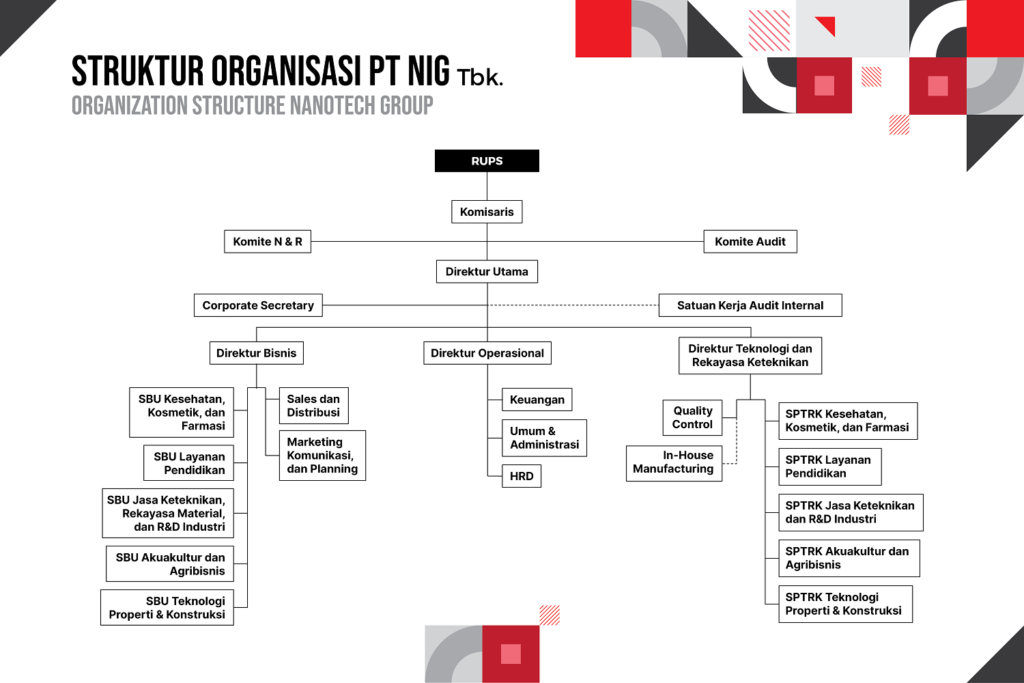 STRUKTUR ORGANISASI PT NIG Tbk.
ORGANIZATION STRUCTURE NANOTECH GROUP
RUPS
Komisaris
Komite N & R
Komite Audit
Direktur Utama
Corporate Secretary
Satuan Kerja Audit Internal
Direktur Bisnis
Direktur Operasional
Direktur Teknologi dan
Rekayasa Keteknikan
SBU Kesehatan,
Kosmetik, dan
Farmasi
SBU Layanan
Pendidikan
SBU Jasa Keteknikan,
Rekayasa Material,
dan R&D Industri
SBU Akuakultur dan
Agribisnis
SBU Teknologi
Properti & Konstruksi
Sales dan
Distribusi
Marketing
Komunikasi,
dan Planning
Keuangan
Umum &
Administrasi
HRD
Quality
Control
In-House
Manufacturing
SPTRK Kesehatan,
Kosmetik, dan Farmasi
SPTRK Layanan
Pendidikan
SPTRK Jasa Keteknikan
dan R&D Industri
SPTRK Akuakultur dan
Agribisnis
SPTRK Teknologi
Properti & Konstruksi